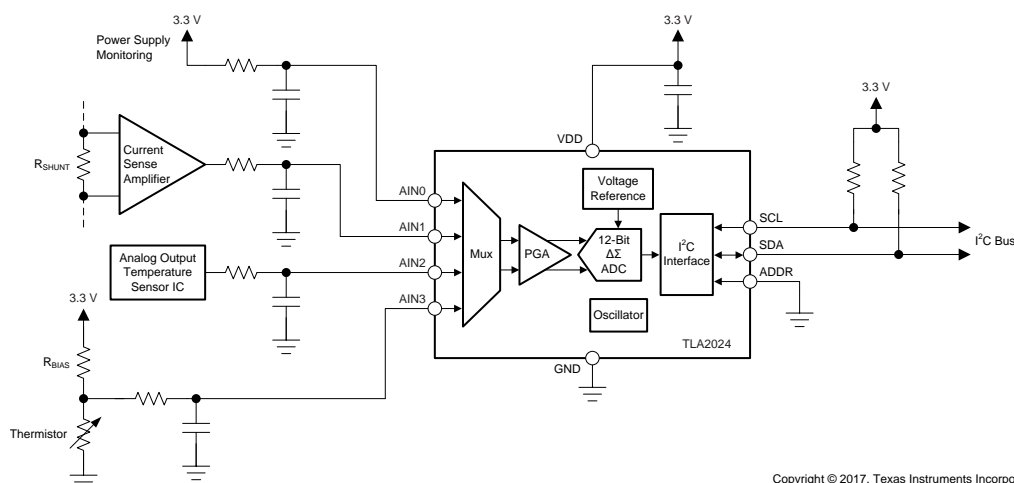 3.3 V
Power Supply
Monitoring
3.3 V
3.3 V
R_SHUNT
Current
Sense
Amplifier
VDD
Voltage
Reference
AIN0
AIN1
AIN2
AIN3
Mux
PGA
12-Bit
ΔΣ
ADC
I²C
Interface
Oscillator
TLA2024
SCL
SDA
ADDR
I²C Bus
GND
Analog Output
Temperature
Sensor IC
3.3 V
R_BIAS
Thermistor
Copyright © 2017, Texas Instruments Incorpo